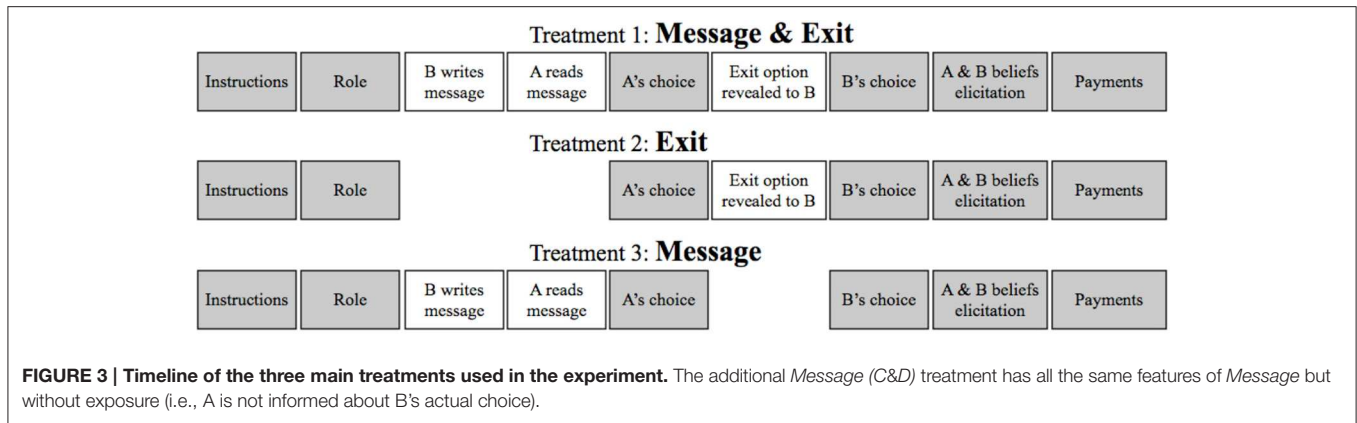 Treatment 1: Message & Exit
Instructions
Role
B writes
message
A reads
message
A's choice
Exit option
revealed to B
B's choice
A & B beliefs
elicitation
Payments
Treatment 2: Exit
Instructions
Role
A's choice
Exit option
revealed to B
B's choice
A & B beliefs
elicitation
Payments
Treatment 3: Message
Instructions
Role
B writes
message
A reads
message
A's choice
B's choice
A & B beliefs
elicitation
Payments
FIGURE 3 | Timeline of the three main treatments used in the experiment. The additional Message (C&D) treatment has all the same features of Message but
without exposure (i.e., A is not informed about B's actual choice).